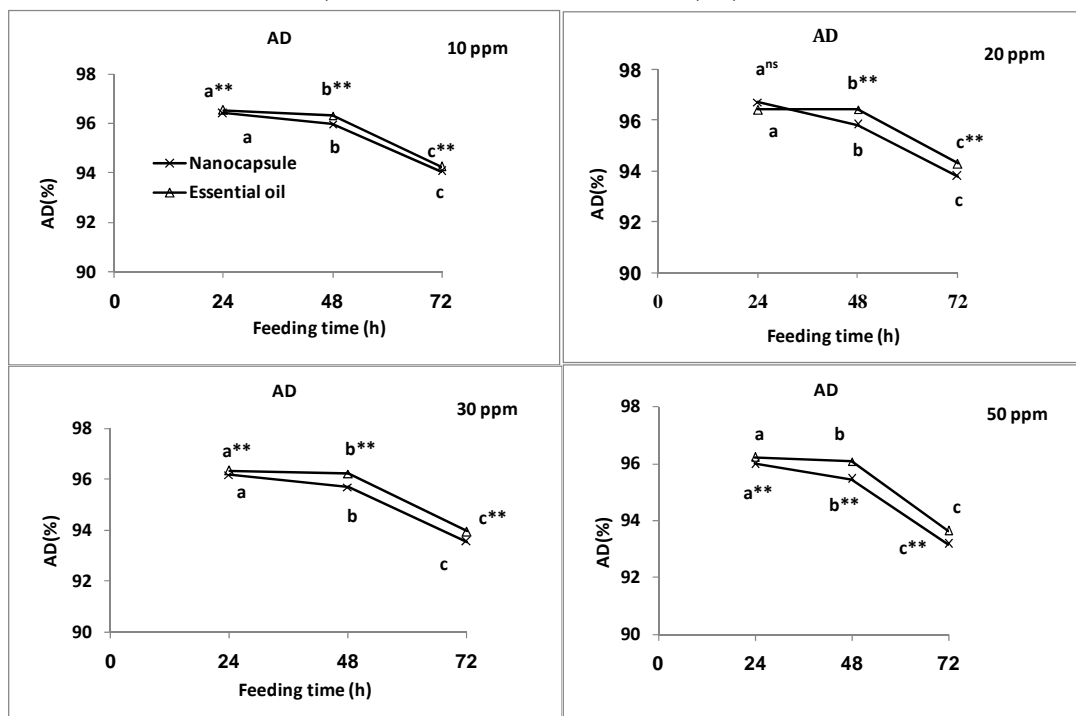 AD
10 ppm
98
96
94
92
90
AD(%)
a**
b**
c**
a
b
c
Nanocapsule
Essential oil
0
24
48
72
Feeding time (h)
AD
20 ppm
98
96
94
92
90
AD(%)
ans
b**
c**
a
b
c
0
24
48
72
Feeding time (h)
AD
30 ppm
98
96
94
92
90
AD(%)
a**
b**
c**
a
b
c
0
24
48
72
Feeding time (h)
AD
50 ppm
98
96
94
92
90
AD(%)
a
b
c
a**
b**
c**
0
24
48
72
Feeding time (h)